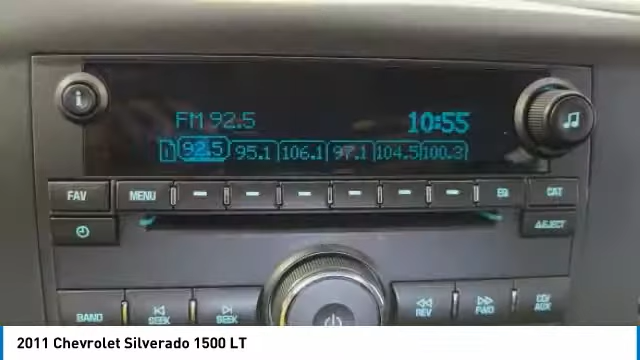 FM 92.5 10:55
1 92.5 95.1 106.1 97.1 104.5 100.3
FAV MENU EQ CAT
EJECT
BAND SEEK SEEK REV FWD CD/AUX
2011 Chevrolet Silverado 1500 LT